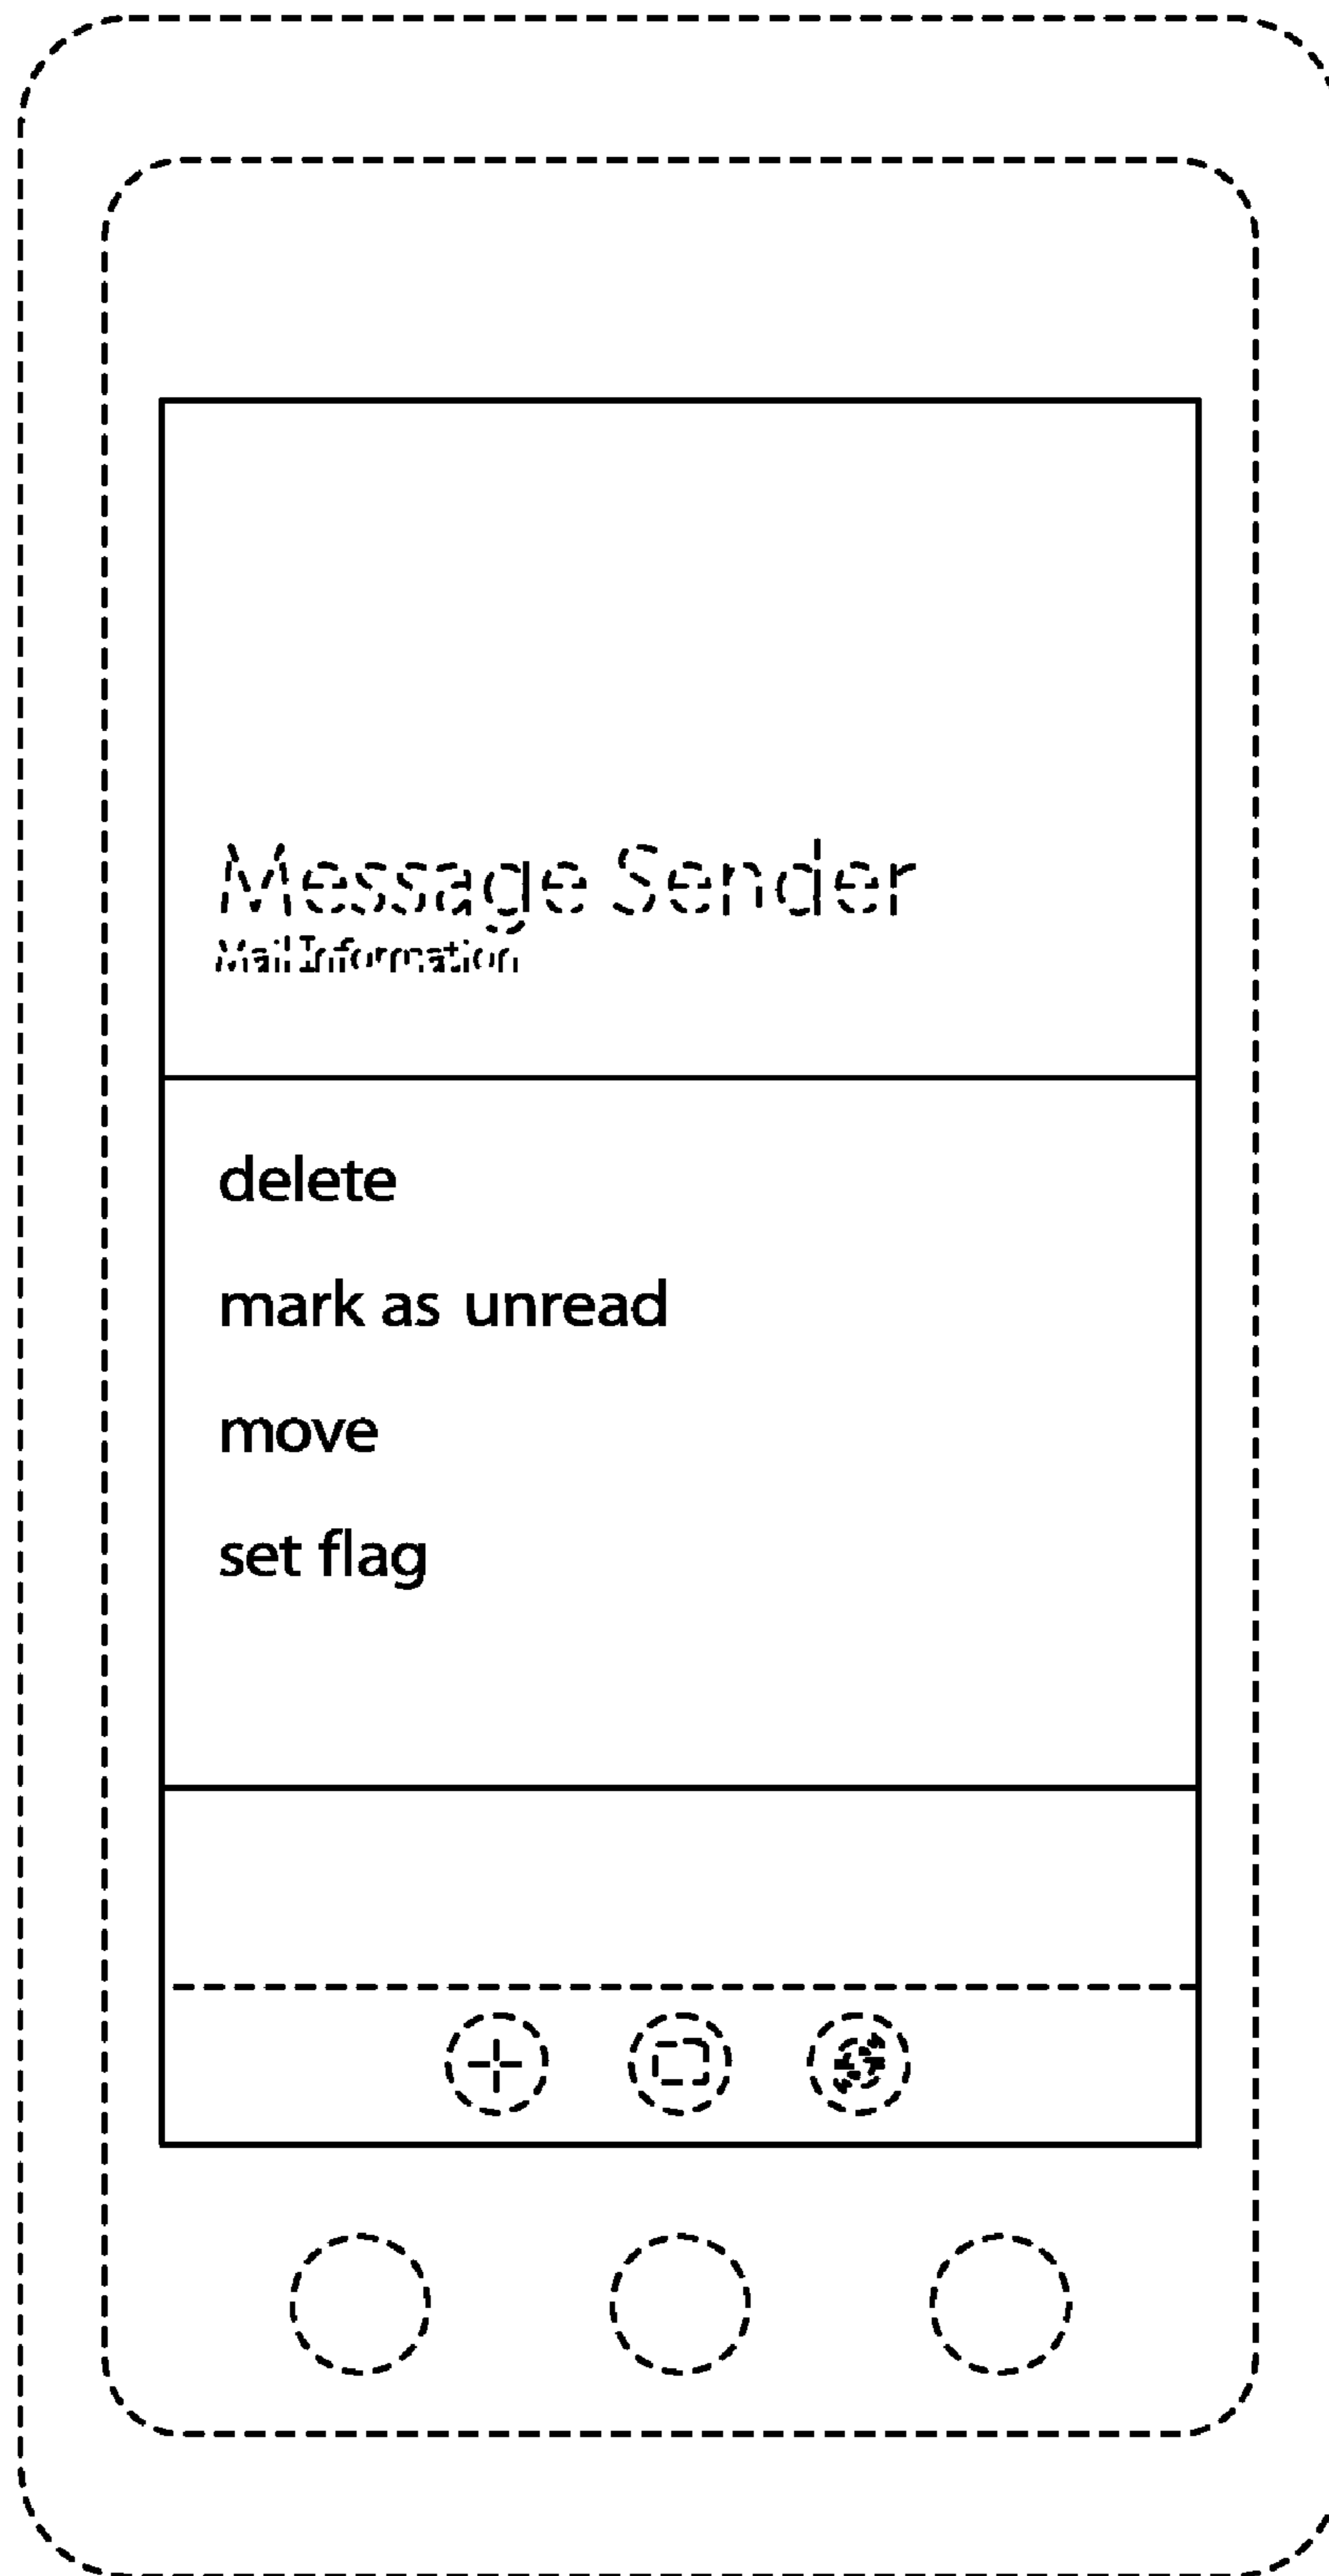 Message Sender
Mail Information
delete
mark as unread
move
set flag